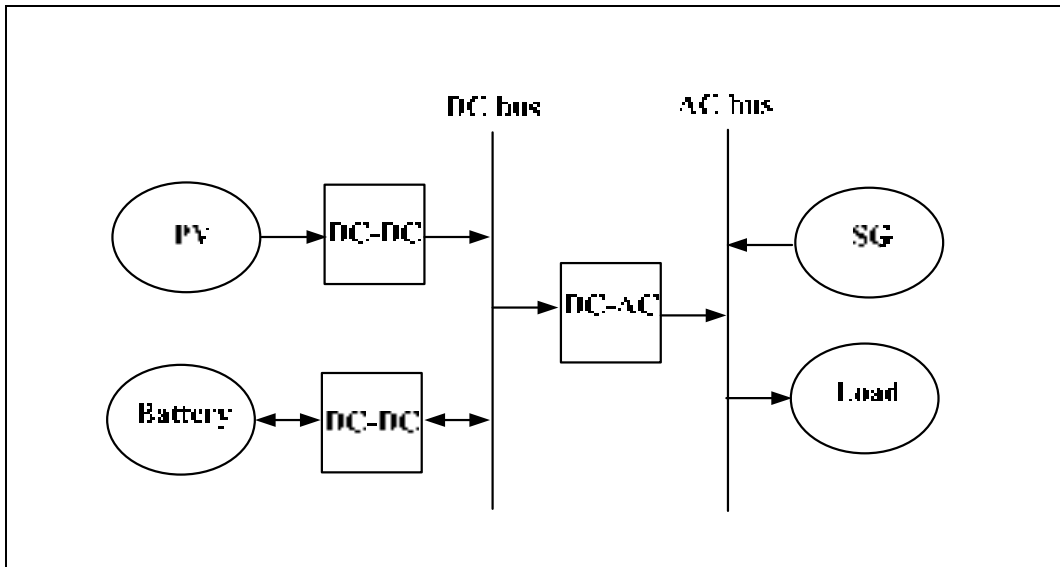 DC bus
AC bus
PV
DC-DC
SG
DC-AC
Battery
DC-DC
Load